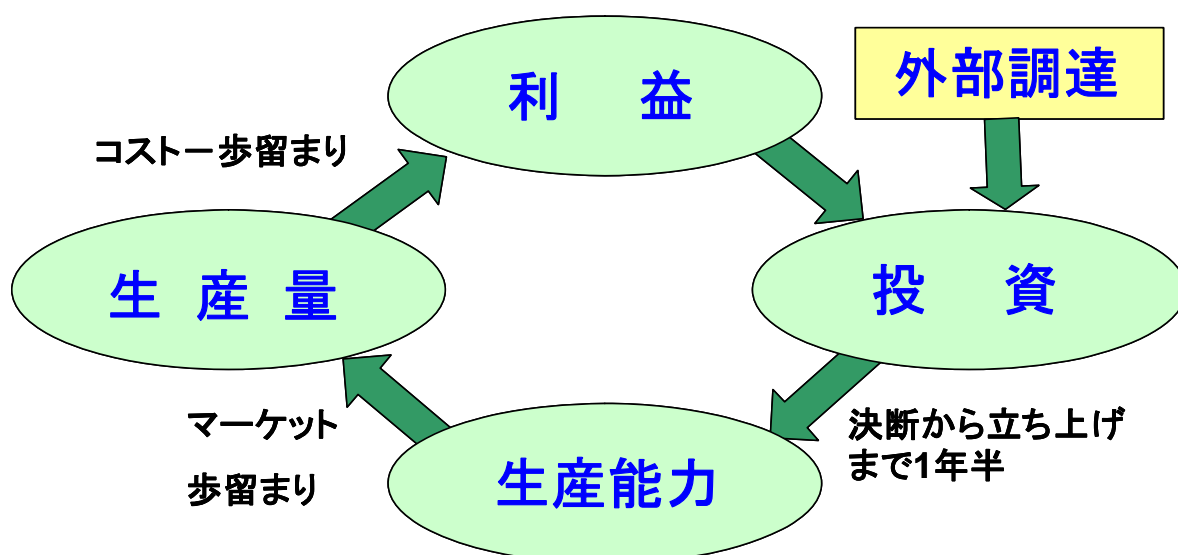 利 益
外部調達
コストー歩留まり
生 産 量
投 資
マーケット
歩留まり
生産能力
決断から立ち上げ
まで1年半